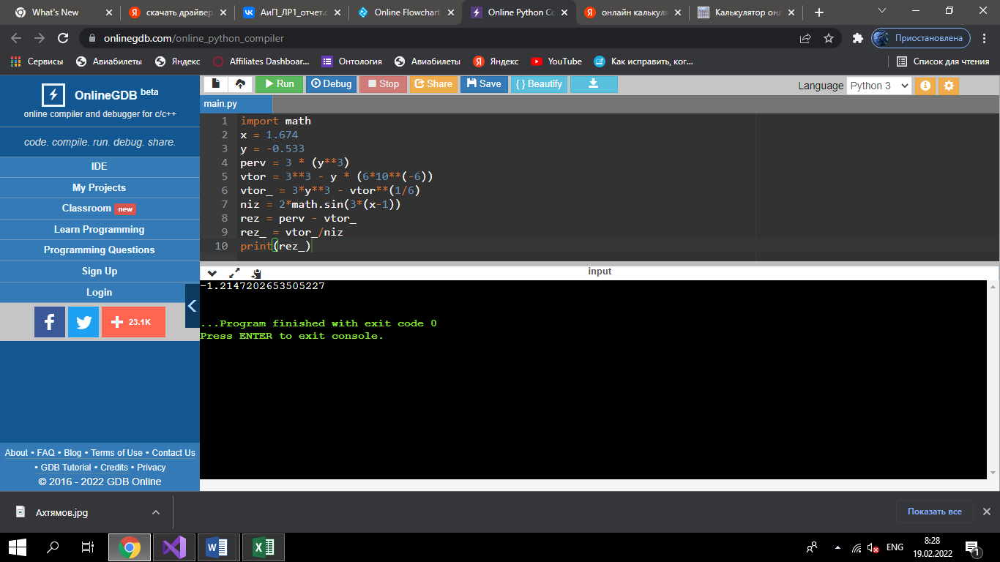 What's New
скачать драйвер
АиП_ЛР1_отчет.c
Online Flowchart
Online Python Co
онлайн калькуля
Калькулятор онл
onlinegdb.com/online_python_compiler
Приостановлена
Сервисы
Авиабилеты
Яндекс
Affiliates Dashboar...
Онтология
Авиабилеты
Яндекс
YouTube
Как исправить, ког...
Список для чтения
OnlineGDB beta
online compiler and debugger for c/c++
code. compile. run. debug. share.
IDE
My Projects
Classroom new
Learn Programming
Programming Questions
Sign Up
Login
23.1K
About • FAQ • Blog • Terms of Use • Contact Us
• GDB Tutorial • Credits • Privacy
© 2016 - 2022 GDB Online
Run
Debug
Stop
Share
Save
{ } Beautify
Language Python 3
main.py
1 import math
2 x = 1.674
3 y = -0.533
4 perv = 3 * (y**3)
5 vtor = 3**3 - y * (6*10**(-6))
6 vtor_ = 3*y**3 - vtor**(1/6)
7 niz = 2*math.sin(3*(x-1))
8 rez = perv - vtor_
9 rez_ = vtor_/niz
10 print(rez_)
input
-1.2147202653505227
...Program finished with exit code 0
Press ENTER to exit console.
Ахтямов.jpg
Показать все
ENG
8:28
19.02.2022
1